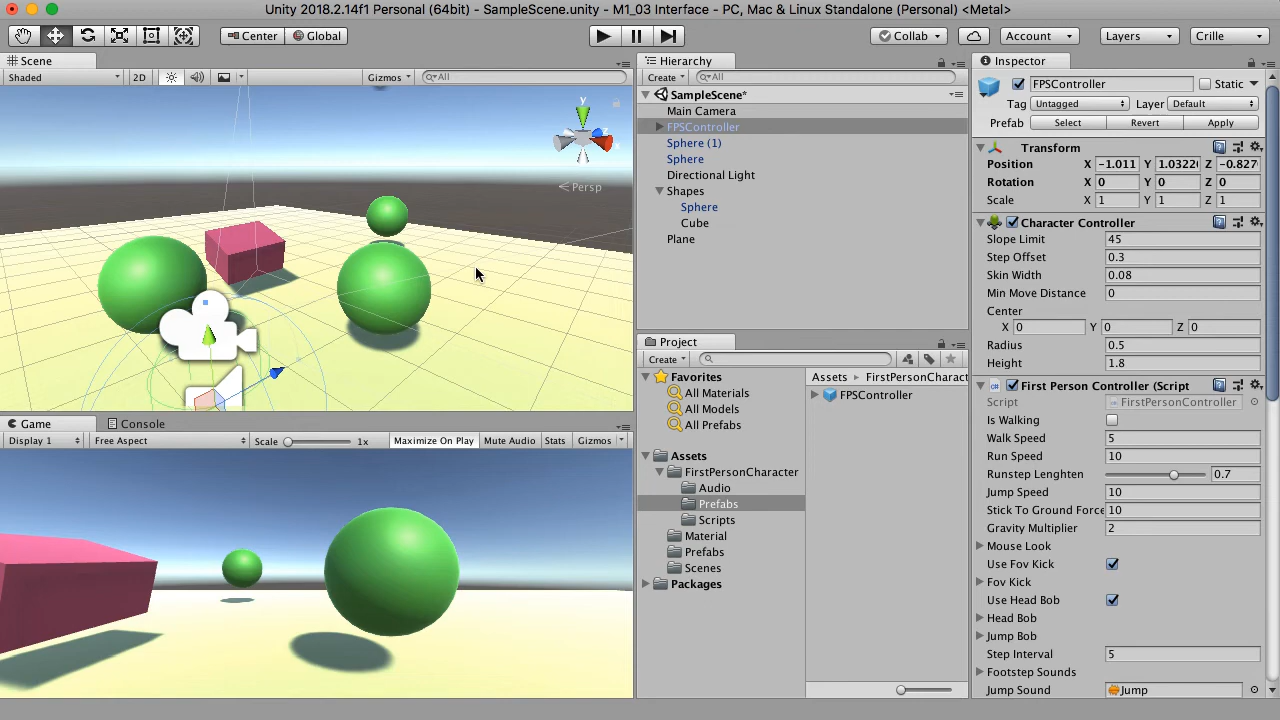 Unity 2018.2.14f1 Personal (64bit) - SampleScene.unity - M1_03 Interface - PC, Mac & Linux Standalone (Personal) <Metal>
Center Global Collab Account Layers Crille
Scene
Shaded 2D Gizmos All
y
Persp
Game Console
Display 1 Free Aspect Scale 1x Maximize On Play Mute Audio Stats Gizmos
Hierarchy
Create All
SampleScene*
Main Camera
FPSController
Sphere (1)
Sphere
Directional Light
Shapes
Sphere
Cube
Plane
Project
Create
Favorites
All Materials
All Models
All Prefabs
Assets
FirstPersonCharacter
Audio
Prefabs
Scripts
Material
Prefabs
Scenes
Packages
Assets FirstPersonCharact
FPSController
Inspector
FPSController Static
Tag Untagged Layer Default
Prefab Select Revert Apply
Transform
Position X -1.011 Y 1.0322 Z -0.827
Rotation X 0 Y 0 Z 0
Scale X 1 Y 1 Z 1
Character Controller
Slope Limit 45
Step Offset 0.3
Skin Width 0.08
Min Move Distance 0
Center
X 0 Y 0 Z 0
Radius 0.5
Height 1.8
First Person Controller (Script
Script FirstPersonController
Is Walking
Walk Speed 5
Run Speed 10
Runstep Lenghten 0.7
Jump Speed 10
Stick To Ground Force 10
Gravity Multiplier 2
Mouse Look
Use Fov Kick
Fov Kick
Use Head Bob
Head Bob
Jump Bob
Step Interval 5
Footstep Sounds
Jump Sound Jump